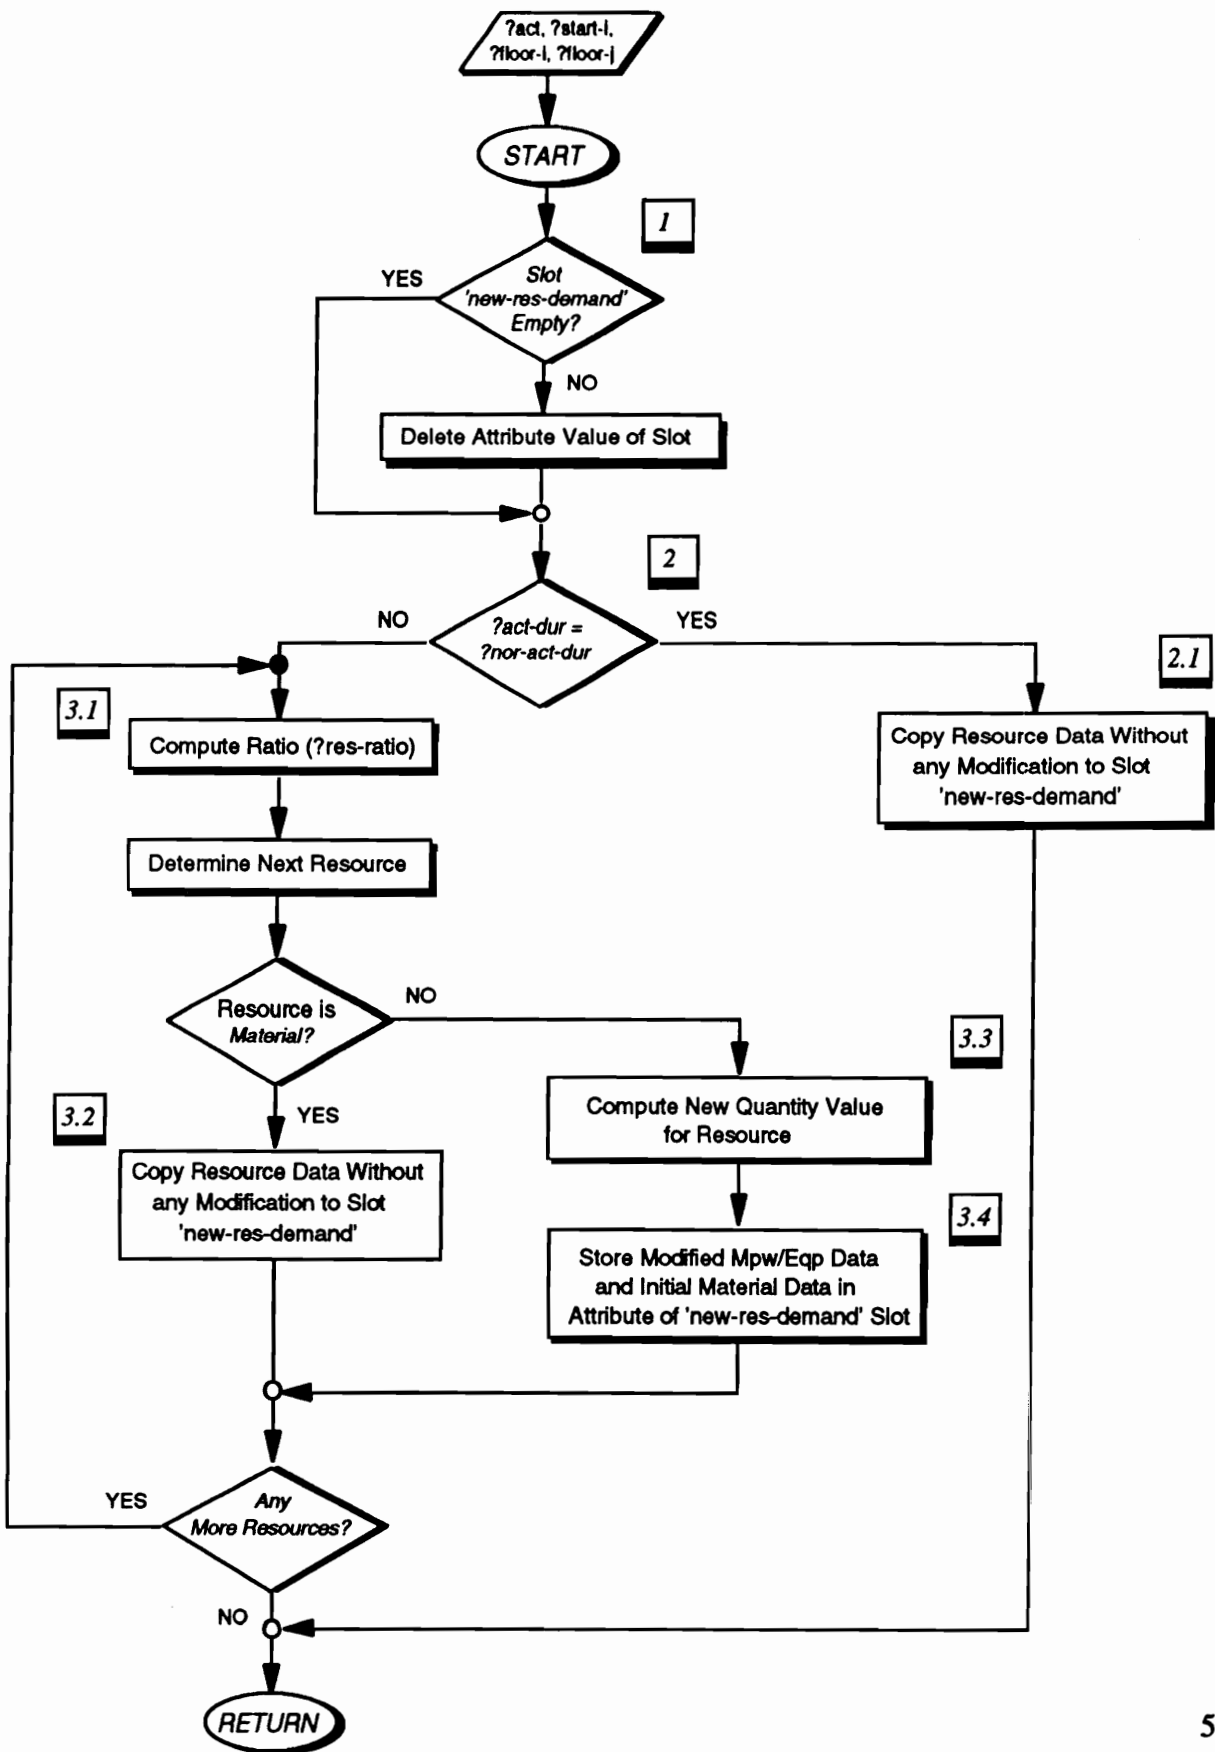 ?act, ?start-i,
?floor-i, ?floor-j
START
1
YES
Slot
'new-res-demand'
Empty?
NO
Delete Attribute Value of Slot
2
NO
?act-dur =
?nor-act-dur
YES
2.1
3.1
Compute Ratio (?res-ratio)
Copy Resource Data Without
any Modification to Slot
'new-res-demand'
Determine Next Resource
Resource is
Material?
NO
3.3
YES
3.2
Compute New Quantity Value
for Resource
Copy Resource Data Without
any Modification to Slot
'new-res-demand'
3.4
Store Modified Mpw/Eqp Data
and Initial Material Data in
Attribute of 'new-res-demand' Slot
YES
Any
More Resources?
NO
RETURN
5